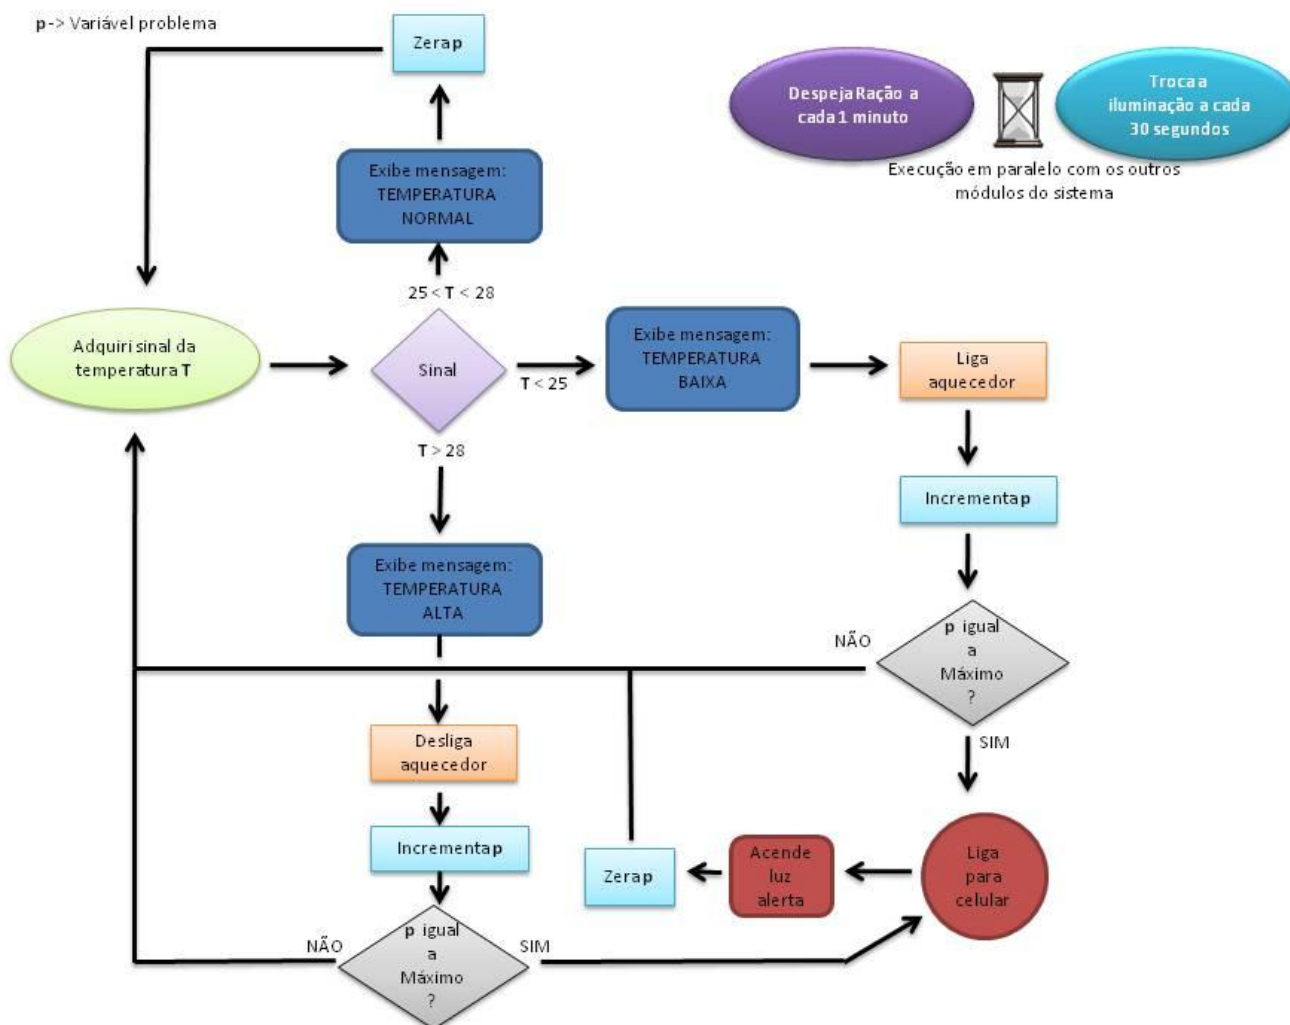 p -> Variável problema
Zera p
Despeja Ração a
cada 1 minuto
Troca a
iluminação a cada
30 segundos
Execução em paralelo com os outros
módulos do sistema
Exibe mensagem:
TEMPERATURA
NORMAL
25 < T < 28
Adquiri sinal da
temperatura T
Sinal
T < 25
Exibe mensagem:
TEMPERATURA
BAIXA
Liga
aquecedor
T > 28
Incrementa p
Exibe mensagem:
TEMPERATURA
ALTA
NÃO
p igual
a
Máximo
?
SIM
Desliga
aquecedor
Incrementa p
Zera p
Acende
luz
alerta
Liga
para
celular
NÃO
p igual
a
Máximo
?
SIM